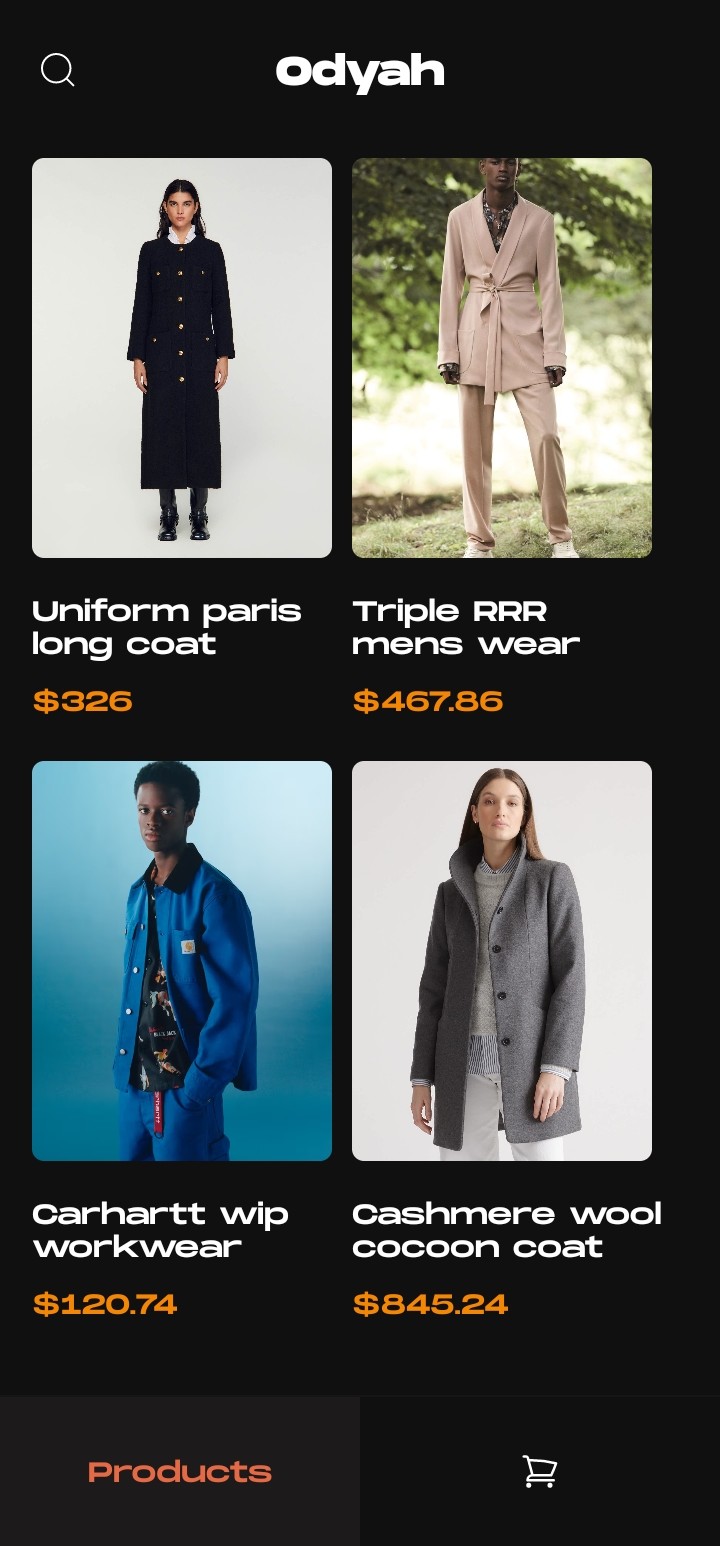 Odyah
Uniform paris
long coat
$326
Triple RRR
mens wear
$467.86
Carhartt wip
workwear
$120.74
Cashmere wool
cocoon coat
$845.24
Products